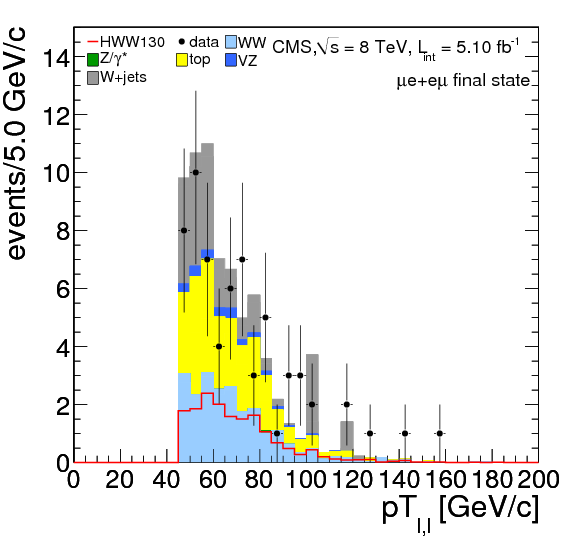 HWW130 data WW CMS,√s = 8 TeV, L_int = 5.10 fb⁻¹
Z/γ* top VZ
W+jets
μe+eμ final state
events/5.0 GeV/c
14
12
10
8
6
4
2
0
0 20 40 60 80 100 120 140 160 180 200
pT_l,l [GeV/c]